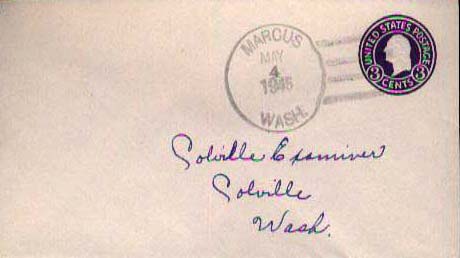 MARCUS
MAY
4
1945
WASH.
UNITED STATES POSTAGE
3 CENTS 3
Colville Examiner
Colville
Wash.